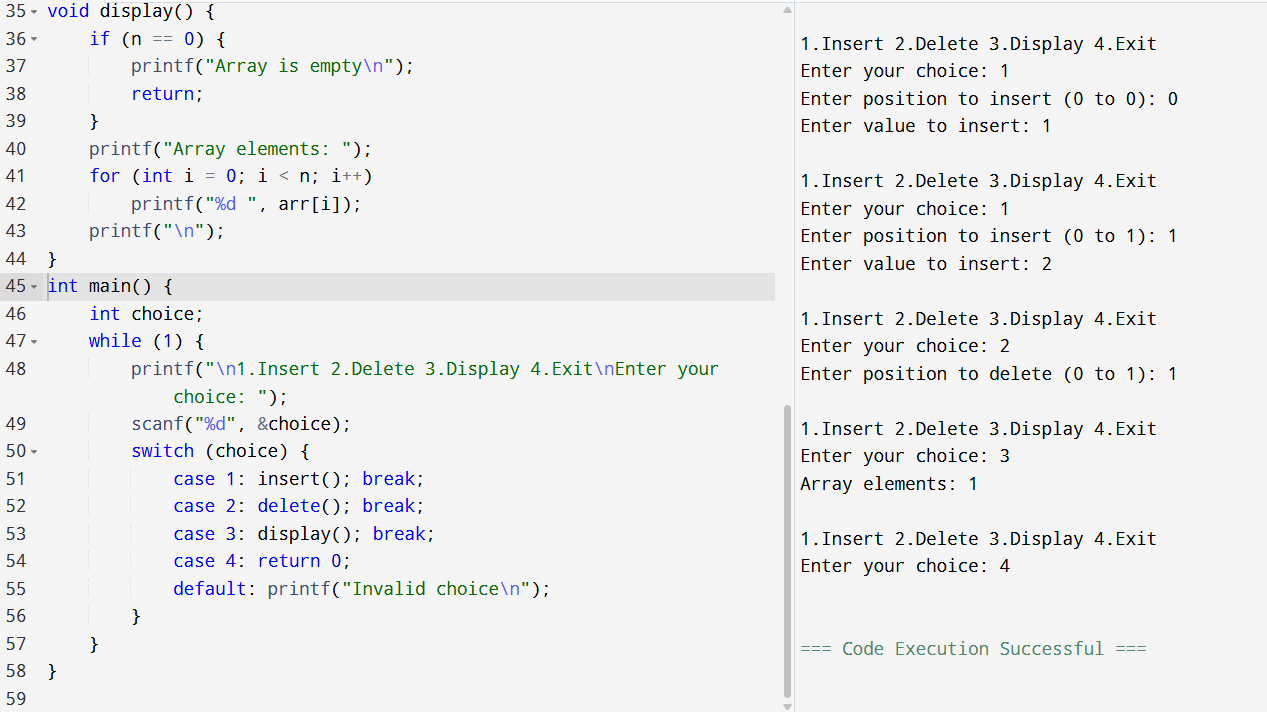 35 void display() {
36     if (n == 0) {
37         printf("Array is empty\n");
38         return;
39     }
40     printf("Array elements: ");
41     for (int i = 0; i < n; i++)
42         printf("%d ", arr[i]);
43     printf("\n");
44 }
45 int main() {
46     int choice;
47     while (1) {
48         printf("\n1.Insert 2.Delete 3.Display 4.Exit\nEnter your
            choice: ");
49         scanf("%d", &choice);
50         switch (choice) {
51             case 1: insert(); break;
52             case 2: delete(); break;
53             case 3: display(); break;
54             case 4: return 0;
55             default: printf("Invalid choice\n");
56         }
57     }
58 }
59
1.Insert 2.Delete 3.Display 4.Exit
Enter your choice: 1
Enter position to insert (0 to 0): 0
Enter value to insert: 1

1.Insert 2.Delete 3.Display 4.Exit
Enter your choice: 1
Enter position to insert (0 to 1): 1
Enter value to insert: 2

1.Insert 2.Delete 3.Display 4.Exit
Enter your choice: 2
Enter position to delete (0 to 1): 1

1.Insert 2.Delete 3.Display 4.Exit
Enter your choice: 3
Array elements: 1

1.Insert 2.Delete 3.Display 4.Exit
Enter your choice: 4

=== Code Execution Successful ===